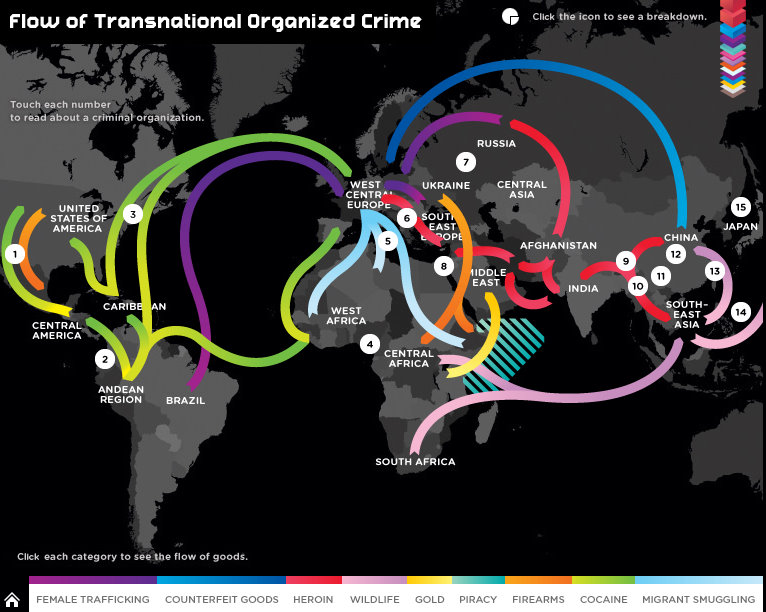 Flow of Transnational Organized Crime
Click the icon to see a breakdown.
Touch each number
to read about a criminal organization.
RUSSIA
7
WEST
CENTRAL
EUROPE
UKRAINE
CENTRAL
ASIA
UNITED
STATES OF
AMERICA
3
6
SOUTH
EAST
EUROPE
15
JAPAN
1
5
AFGHANISTAN
CHINA
12
9
8
MIDDLE
EAST
INDIA
10
11
13
CARIBBEAN
CENTRAL
AMERICA
WEST
AFRICA
SOUTH-
EAST
ASIA
14
2
4
CENTRAL
AFRICA
ANDEAN
REGION
BRAZIL
SOUTH AFRICA
Click each category to see the flow of goods.
FEMALE TRAFFICKING COUNTERFEIT GOODS HEROIN WILDLIFE GOLD PIRACY FIREARMS COCAINE MIGRANT SMUGGLING